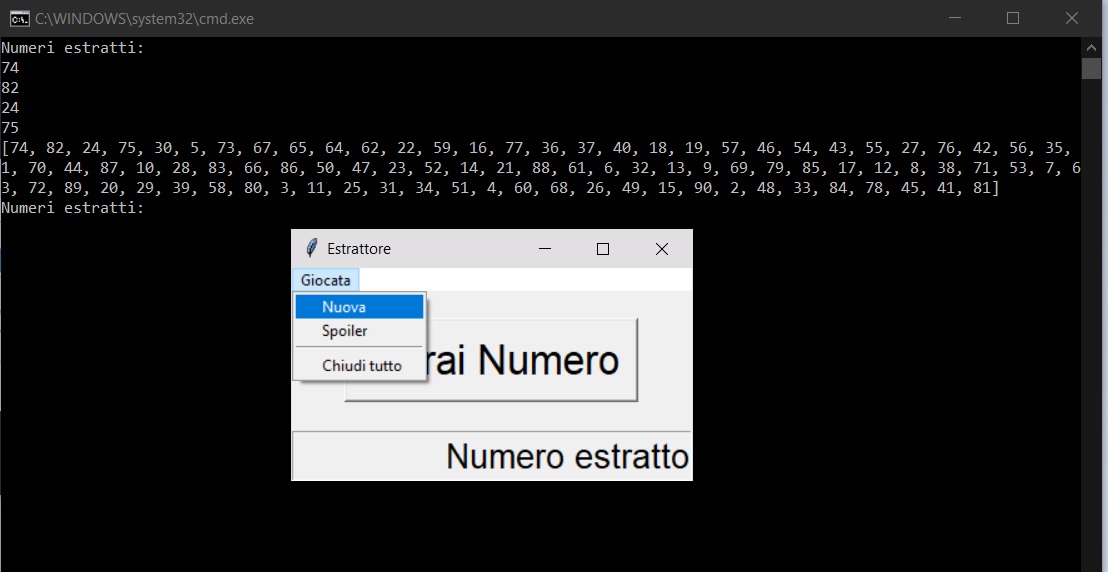 C:\WINDOWS\system32\cmd.exe
Numeri estratti:
74
82
24
75
[74, 82, 24, 75, 30, 5, 73, 67, 65, 64, 62, 22, 59, 16, 77, 36, 37, 40, 18, 19, 57, 46, 54, 43, 55, 27, 76, 42, 56, 35,
1, 70, 44, 87, 10, 28, 83, 66, 86, 50, 47, 23, 52, 14, 21, 88, 61, 6, 32, 13, 9, 69, 79, 85, 17, 12, 8, 38, 71, 53, 7, 6
3, 72, 89, 20, 29, 39, 58, 80, 3, 11, 25, 31, 34, 51, 4, 60, 68, 26, 49, 15, 90, 2, 48, 33, 84, 78, 45, 41, 81]
Numeri estratti:
Estrattore
Giocata
Nuova
Spoiler
Chiudi tutto
rai Numero
Numero estratto